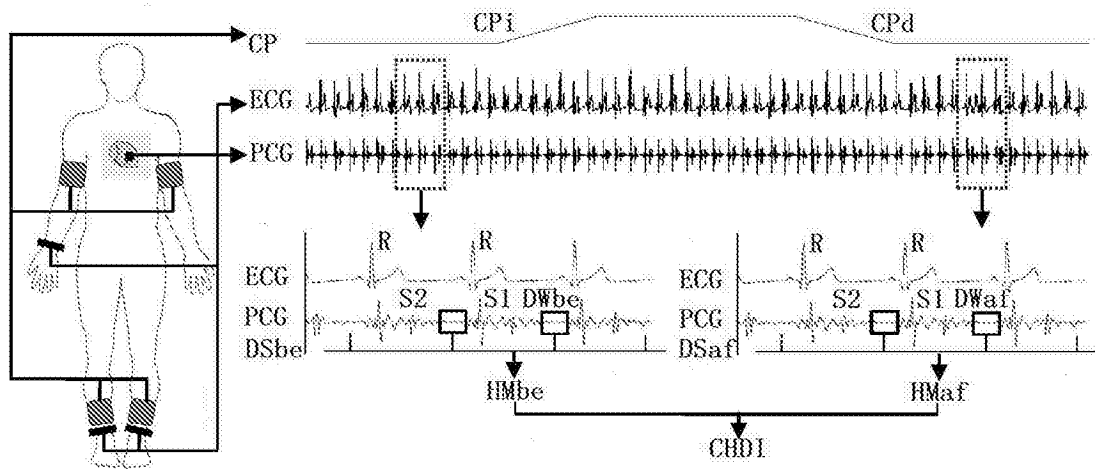 CPi CPd
CP
ECG
PCG
R R R R
ECG ECG
S2 S1 DWbe S2 S1 DWaf
PCG PCG
DSbe DSaf
HMbe HMaf
CHDI